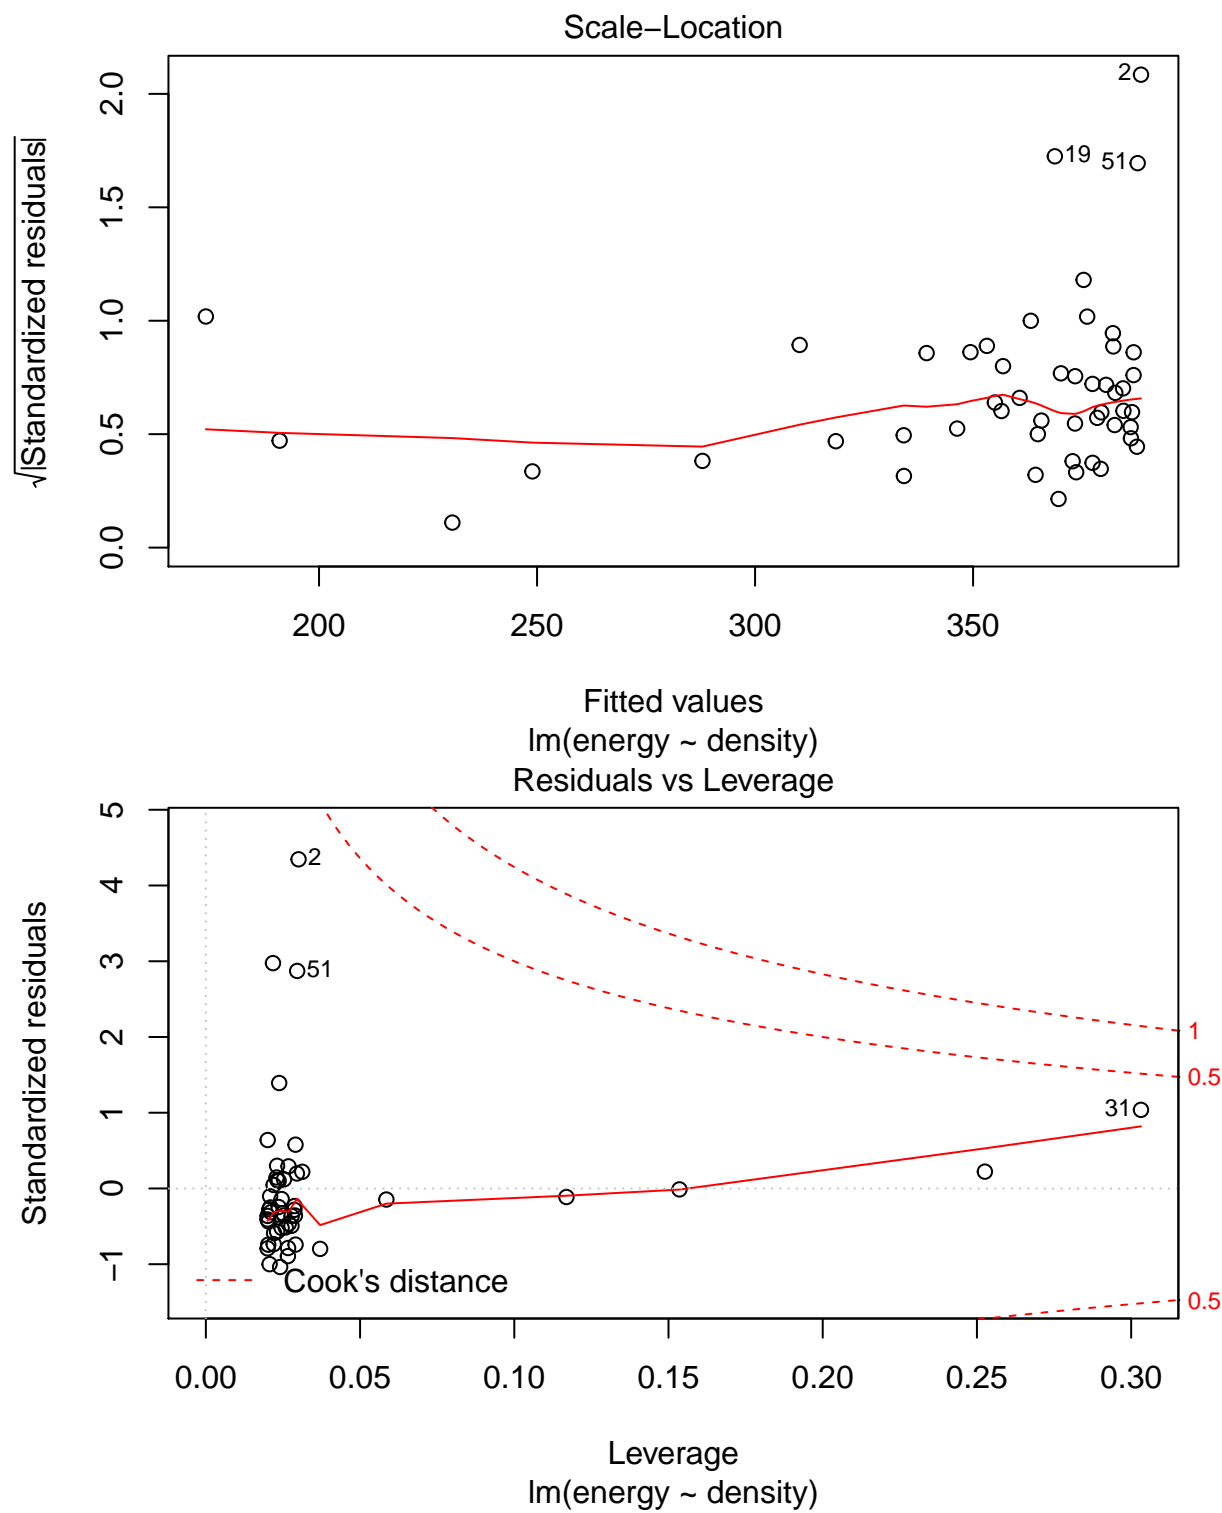 Scale−Location
2
19 51
√|Standardized residuals|
0.0 0.5 1.0 1.5 2.0
200 250 300 350
Fitted values
lm(energy ~ density)
Residuals vs Leverage
2
51
31
1
0.5
0.5
Standardized residuals
−1 0 1 2 3 4 5
Cook's distance
0.00 0.05 0.10 0.15 0.20 0.25 0.30
Leverage
lm(energy ~ density)